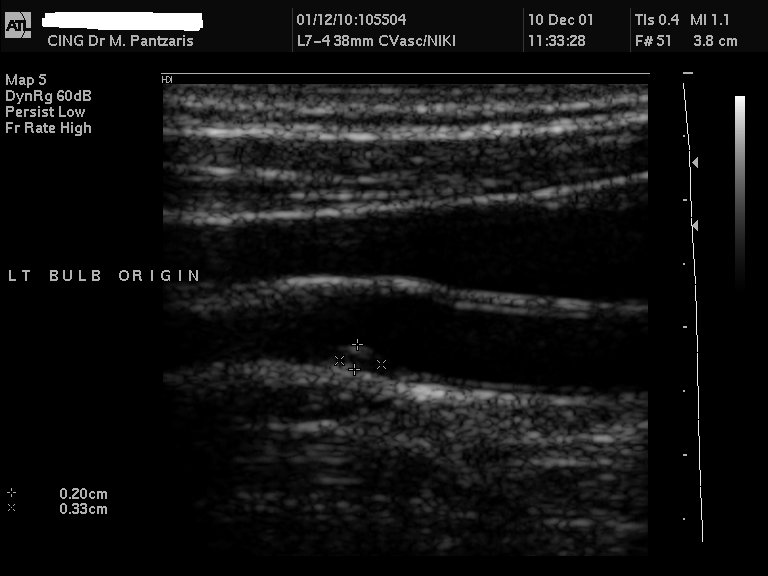 ATL
CING Dr M. Pantzaris
01/12/10:105504
L7-4 38mm CVasc/NIKI
10 Dec 01
11:33:28
TIs 0.4 MI 1.1
F# 51 3.8 cm
Map 5
DynRg 60dB
Persist Low
Fr Rate High
HDI
LT BULB ORIGIN
0.20cm
0.33cm